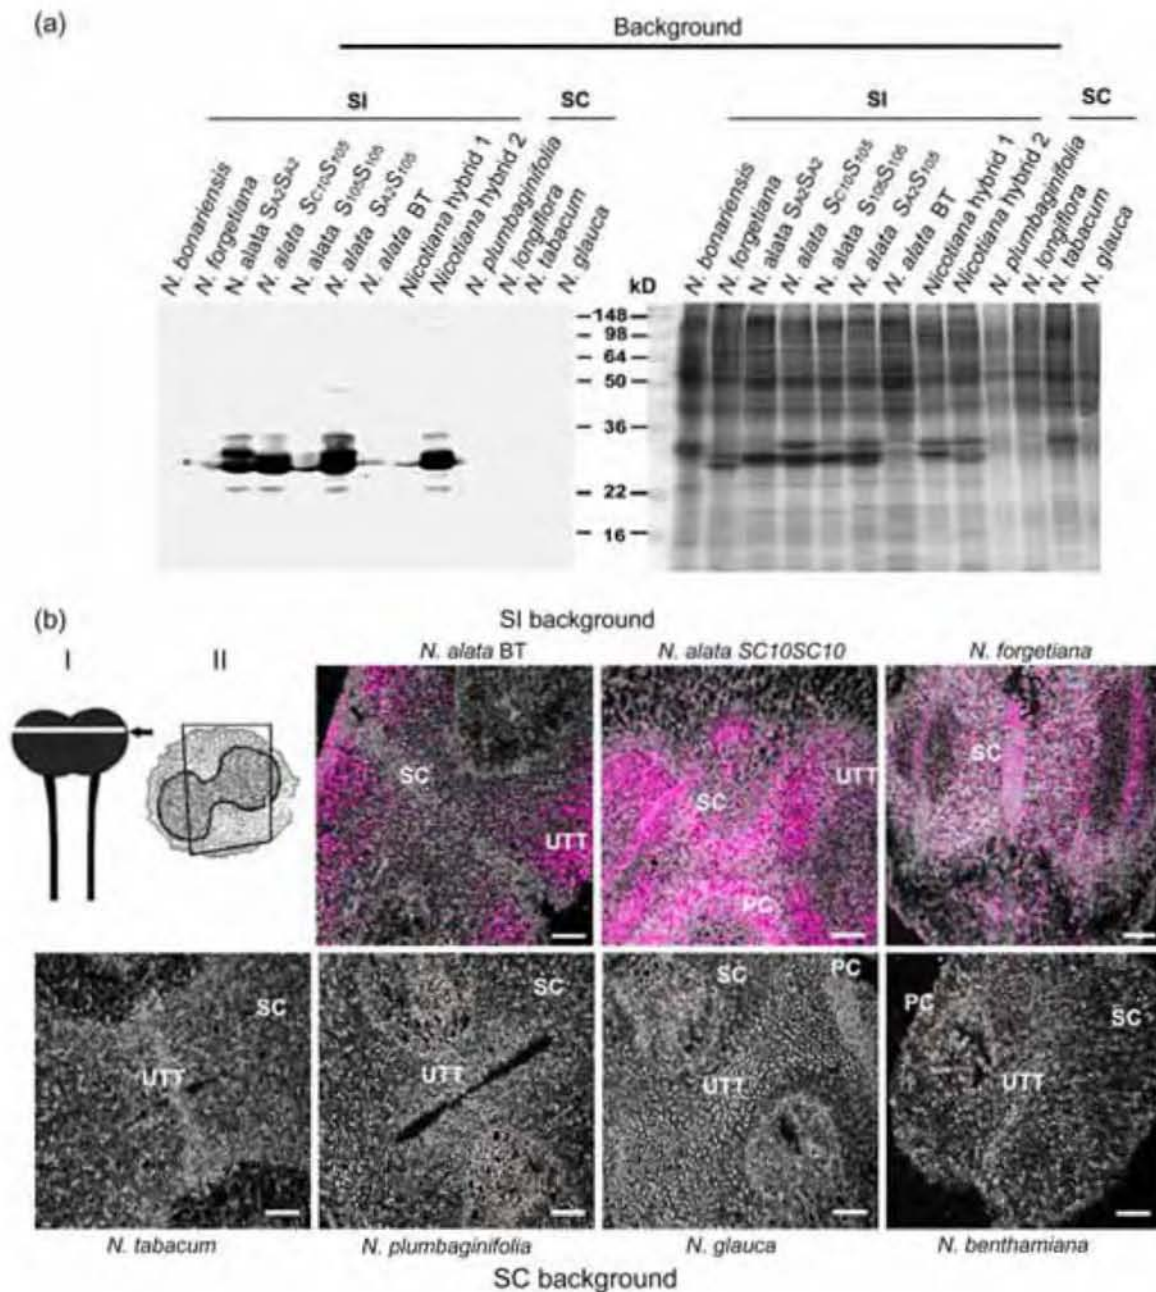 (a)
Background
SI SC SI SC
N. bonariensis
N. forgetiana
N. alata SA2SA2
N. alata SC10S105
N. alata S105S105
N. alata SA2S105
N. alata BT
Nicotiana hybrid 1
Nicotiana hybrid 2
N. plumbaginifolia
N. longiflora
N. tabacum
N. glauca
kD
N. bonariensis
N. forgetiana
N. alata SA2SA2
N. alata SC10S105
N. alata S105S105
N. alata SA2S105
N. alata BT
Nicotiana hybrid 1
Nicotiana hybrid 2
N. plumbaginifolia
N. longiflora
N. tabacum
N. glauca
148
98
64
50
36
22
16
(b)
SI background
I II N. alata BT N. alata SC10SC10 N. forgetiana
SC UTT
SC UTT PC
SC
SC UTT
SC UTT
SC PC UTT
PC SC UTT
N. tabacum N. plumbaginifolia N. glauca N. benthamiana
SC background